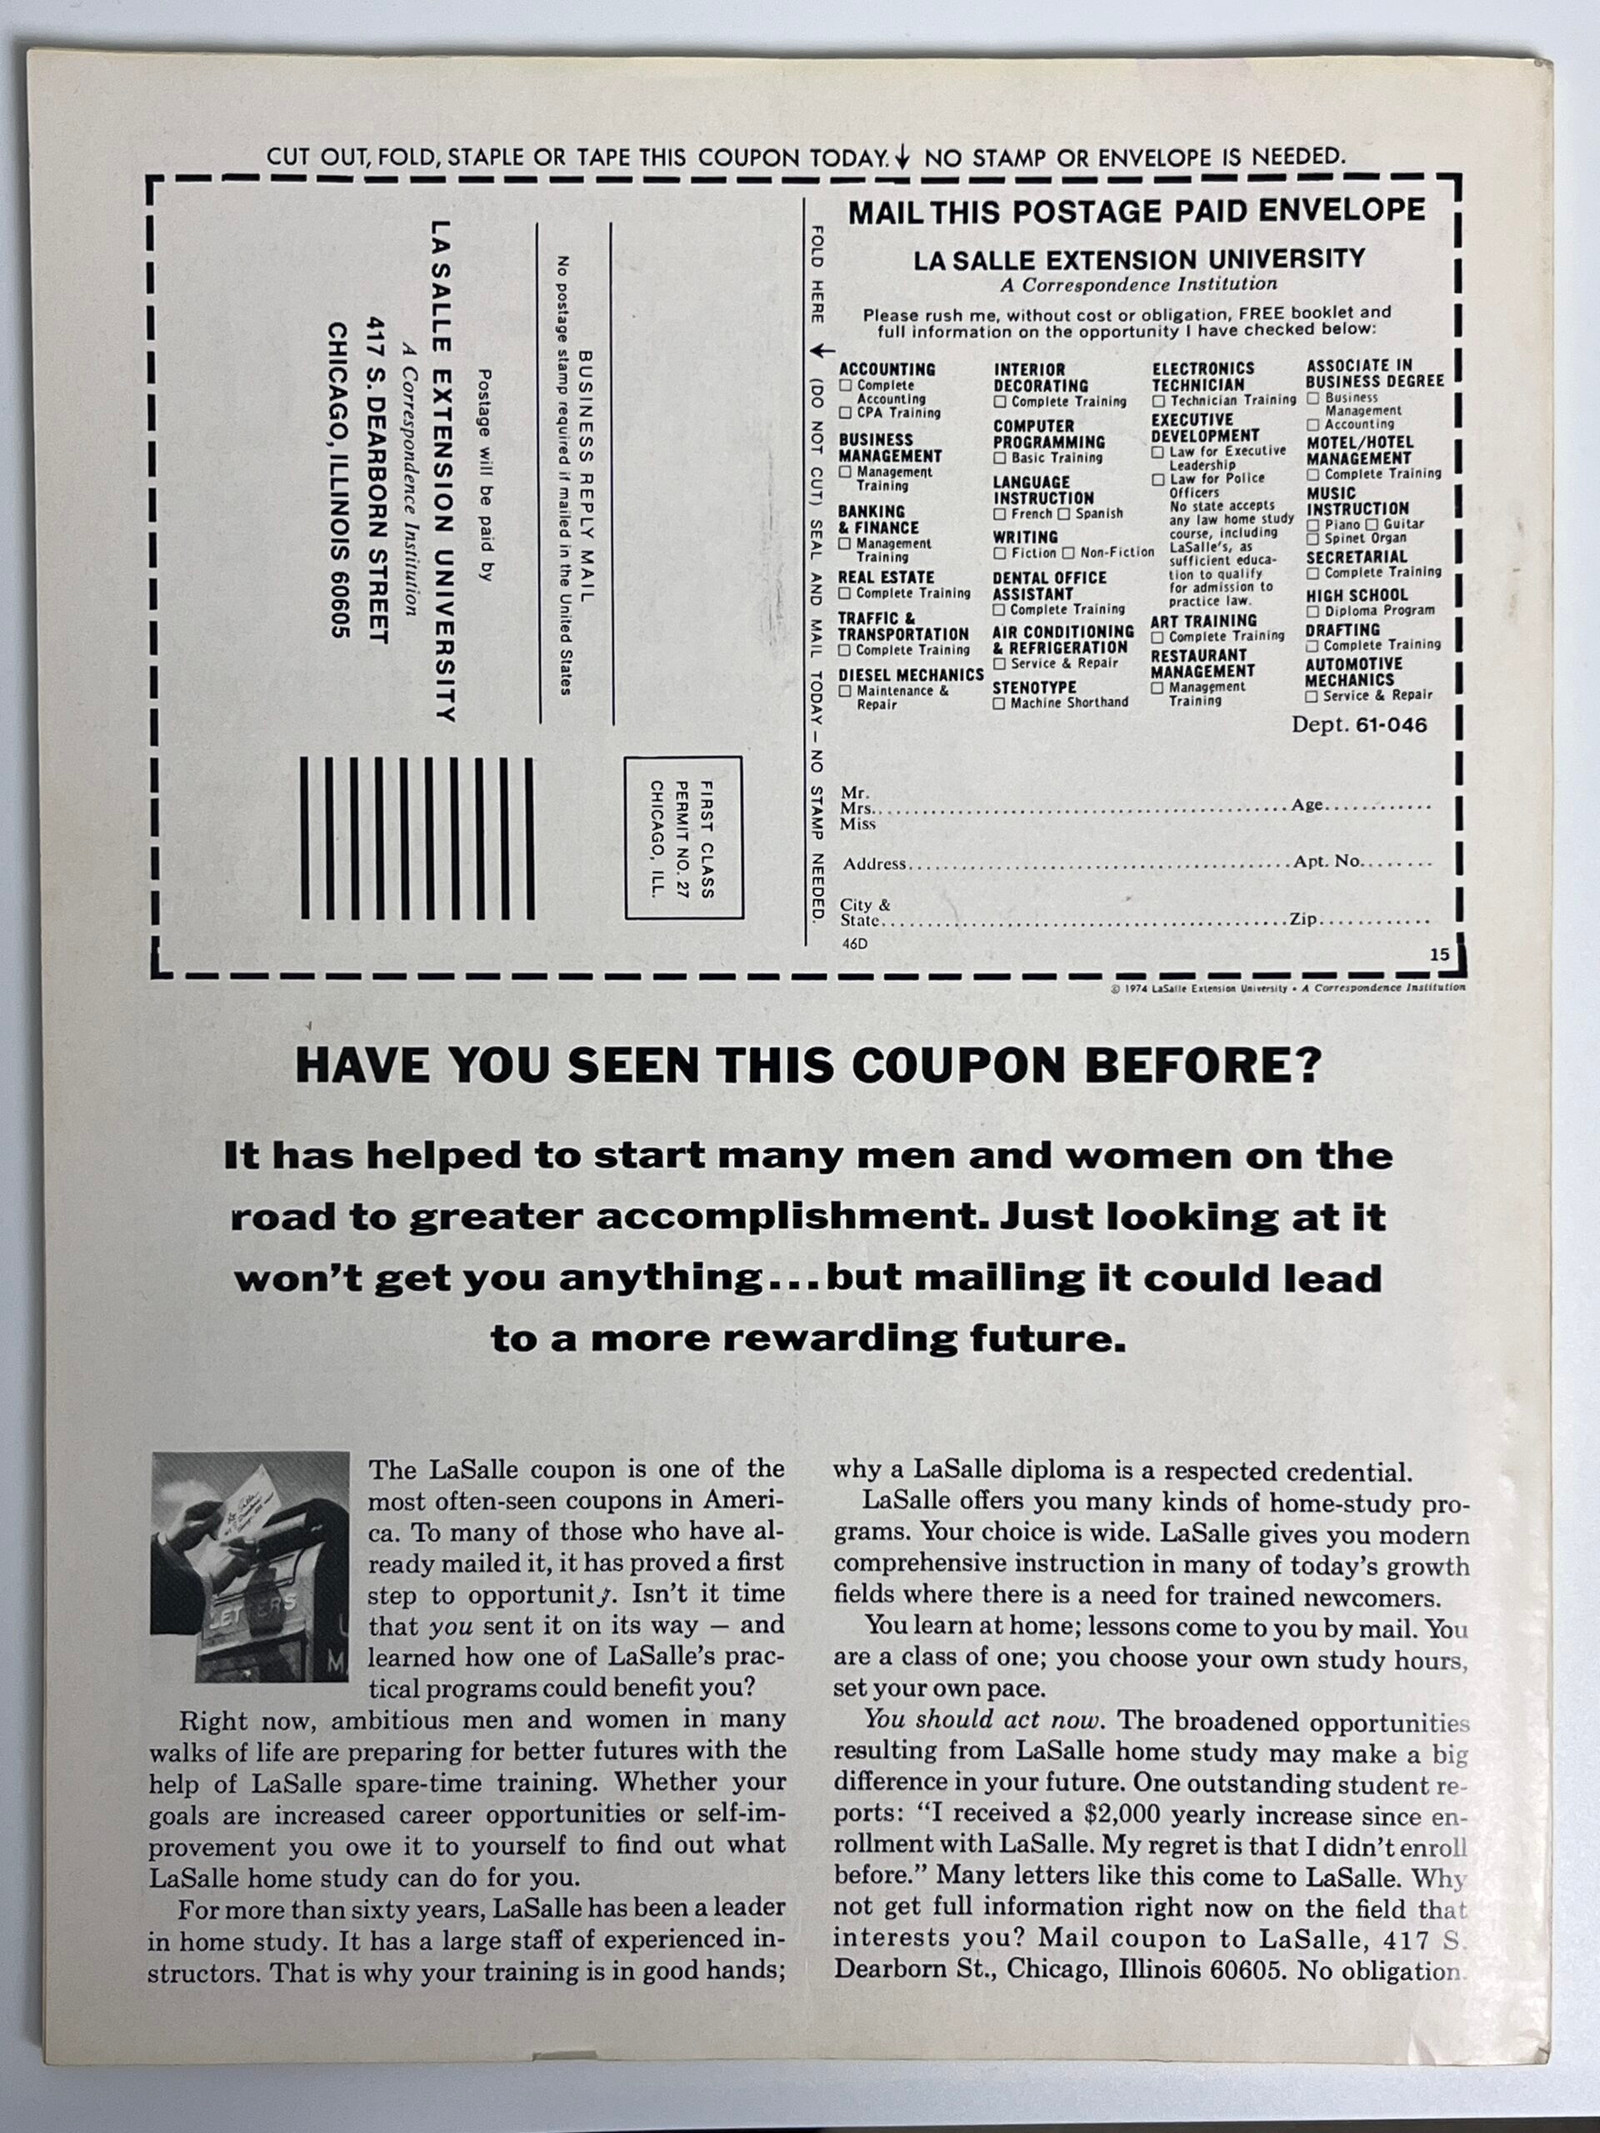 CUT OUT, FOLD, STAPLE OR TAPE THIS COUPON TODAY. ↓ NO STAMP OR ENVELOPE IS NEEDED.
FIRST CLASS
PERMIT NO. 27
CHICAGO, ILL.
BUSINESS REPLY MAIL
No postage stamp required if mailed in the United States
Postage will be paid by
LA SALLE EXTENSION UNIVERSITY
A Correspondence Institution
417 S. DEARBORN STREET
CHICAGO, ILLINOIS 60605
FOLD HERE ↓ (DO NOT CUT) SEAL AND MAIL TODAY — NO STAMP NEEDED.
MAIL THIS POSTAGE PAID ENVELOPE
LA SALLE EXTENSION UNIVERSITY
A Correspondence Institution
Please rush me, without cost or obligation, FREE booklet and
full information on the opportunity I have checked below:
ACCOUNTING
☐ Complete
Accounting
☐ CPA Training
BUSINESS
MANAGEMENT
☐ Management
Training
BANKING
& FINANCE
☐ Management
Training
REAL ESTATE
☐ Complete Training
TRAFFIC &
TRANSPORTATION
☐ Complete Training
DIESEL MECHANICS
☐ Maintenance &
Repair
INTERIOR
DECORATING
☐ Complete Training
COMPUTER
PROGRAMMING
☐ Basic Training
LANGUAGE
INSTRUCTION
☐ French ☐ Spanish
WRITING
☐ Fiction ☐ Non-Fiction
DENTAL OFFICE
ASSISTANT
☐ Complete Training
AIR CONDITIONING
& REFRIGERATION
☐ Service & Repair
STENOTYPE
☐ Machine Shorthand
ELECTRONICS
TECHNICIAN
☐ Technician Training
EXECUTIVE
DEVELOPMENT
☐ Law for Executive
Leadership
☐ Law for Police
Officers
No state accepts
any law home study
course, including
LaSalle's, as
sufficient educa-
tion to qualify
for admission to
practice law.
ART TRAINING
☐ Complete Training
RESTAURANT
MANAGEMENT
☐ Management
Training
ASSOCIATE IN
BUSINESS DEGREE
☐ Business
Management
☐ Accounting
MOTEL/HOTEL
MANAGEMENT
☐ Complete Training
MUSIC
INSTRUCTION
☐ Piano ☐ Guitar
☐ Spinet Organ
SECRETARIAL
☐ Complete Training
HIGH SCHOOL
☐ Diploma Program
DRAFTING
☐ Complete Training
AUTOMOTIVE
MECHANICS
☐ Service & Repair
Dept. 61-046
Mr.
Mrs. Age
Miss
Address Apt. No.
City &
State Zip
46D
15
© 1974 LaSalle Extension University • A Correspondence Institution
HAVE YOU SEEN THIS COUPON BEFORE?
It has helped to start many men and women on the
road to greater accomplishment. Just looking at it
won't get you anything...but mailing it could lead
to a more rewarding future.
LETTERS
U
M
The LaSalle coupon is one of the
most often-seen coupons in Ameri-
ca. To many of those who have al-
ready mailed it, it has proved a first
step to opportunity. Isn't it time
that you sent it on its way — and
learned how one of LaSalle's prac-
tical programs could benefit you?
Right now, ambitious men and women in many
walks of life are preparing for better futures with the
help of LaSalle spare-time training. Whether your
goals are increased career opportunities or self-im-
provement you owe it to yourself to find out what
LaSalle home study can do for you.
For more than sixty years, LaSalle has been a leader
in home study. It has a large staff of experienced in-
structors. That is why your training is in good hands;
why a LaSalle diploma is a respected credential.
LaSalle offers you many kinds of home-study pro-
grams. Your choice is wide. LaSalle gives you modern
comprehensive instruction in many of today's growth
fields where there is a need for trained newcomers.
You learn at home; lessons come to you by mail. You
are a class of one; you choose your own study hours,
set your own pace.
You should act now. The broadened opportunities
resulting from LaSalle home study may make a big
difference in your future. One outstanding student re-
ports: "I received a $2,000 yearly increase since en-
rollment with LaSalle. My regret is that I didn't enroll
before." Many letters like this come to LaSalle. Why
not get full information right now on the field that
interests you? Mail coupon to LaSalle, 417 S.
Dearborn St., Chicago, Illinois 60605. No obligation.